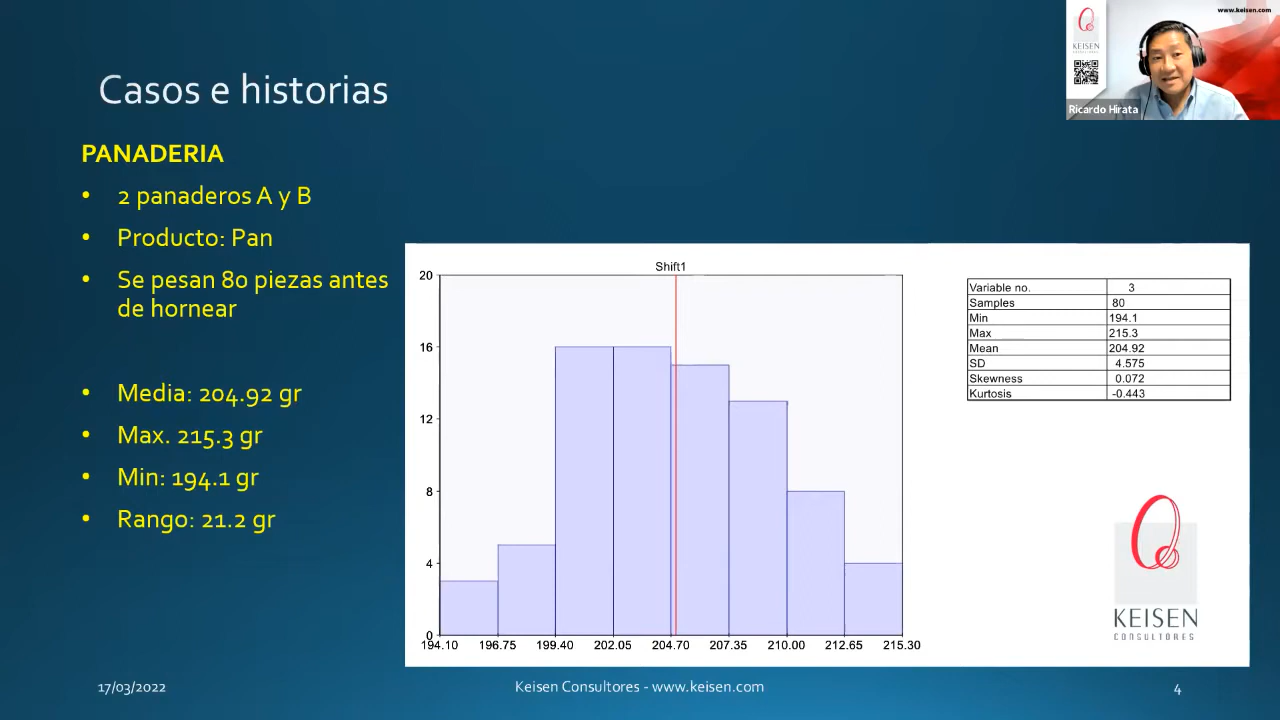 www.keisen.com
KEISEN
Ricardo Hirata
Casos e historias
PANADERIA
• 2 panaderos A y B
• Producto: Pan
• Se pesan 80 piezas antes
de hornear
• Media: 204.92 gr
• Max. 215.3 gr
• Min: 194.1 gr
• Rango: 21.2 gr
Shift1
20
16
12
8
4
0
194.10 196.75 199.40 202.05 204.70 207.35 210.00 212.65 215.30
Variable no. 3
Samples 80
Min 194.1
Max 215.3
Mean 204.92
SD 4.575
Skewness 0.072
Kurtosis -0.443
KEISEN
CONSULTORES
17/03/2022
Keisen Consultores - www.keisen.com
4